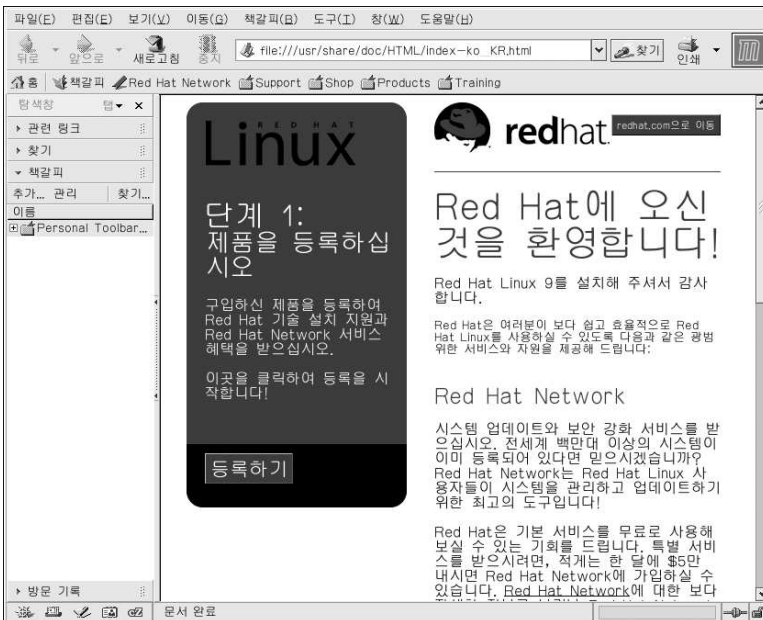 파일(F) 편집(E) 보기(V) 이동(G) 책갈피(B) 도구(T) 창(W) 도움말(H)
뒤로 앞으로 새로고침 중지 file:///usr/share/doc/HTML/index-ko_KR.html 찾기 인쇄
홈 책갈피 Red Hat Network Support Shop Products Training
탐색창 탭
관련 링크
찾기
책갈피
추가... 관리 찾기...
이름
Personal Toolbar...
방문 기록
RED HAT
Linux
단계 1:
제품을 등록하십
시오
구입하신 제품을 등록하여
Red Hat 기술 설치 지원과
Red Hat Network 서비스
혜택을 받으십시오.
이곳을 클릭하여 등록을 시
작합니다!
등록하기
redhat.
redhat.com으로 이동
Red Hat에 오신
것을 환영합니다!
Red Hat Linux 9를 설치해 주셔서 감사
합니다.
Red Hat은 여러분이 보다 쉽고 효율적으로 Red
Hat Linux를 사용하실 수 있도록 다음과 같은 광범
위한 서비스와 자원을 제공해 드립니다:
Red Hat Network
시스템 업데이트와 보안 강화 서비스를 받
으십시오. 전세계 백만대 이상의 시스템이
이미 등록되어 있다면 믿으시겠습니까?
Red Hat Network는 Red Hat Linux 사
용자들이 시스템을 관리하고 업데이트하기
위한 최고의 도구입니다!
Red Hat은 기본 서비스를 무료로 사용해
보실 수 있는 기회를 드립니다. 특별 서비
스를 받으시려면, 적게는 한 달에 $5만
내시면 Red Hat Network에 가입하실 수
있습니다. Red Hat Network에 대한 보다
문서 완료